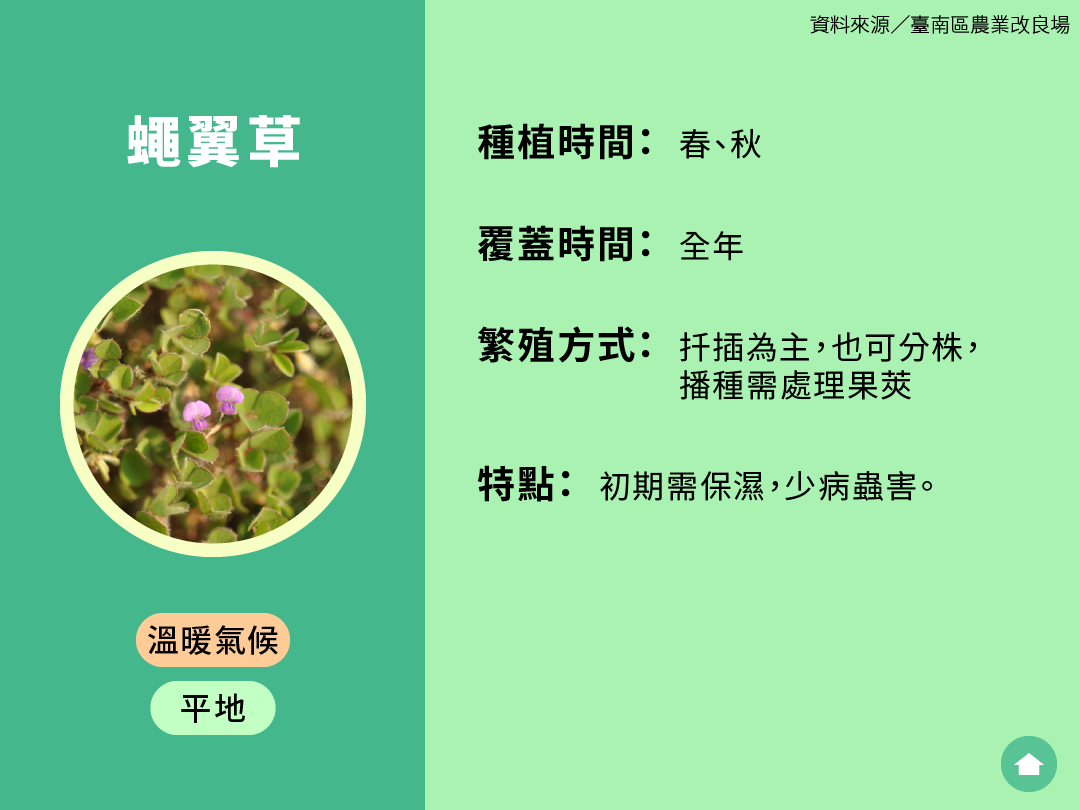 資料來源／臺南區農業改良場
蠅翼草
溫暖氣候
平地
種植時間： 春、秋
覆蓋時間： 全年
繁殖方式： 扦插為主，也可分株，
播種需處理果莢
特點： 初期需保濕，少病蟲害。